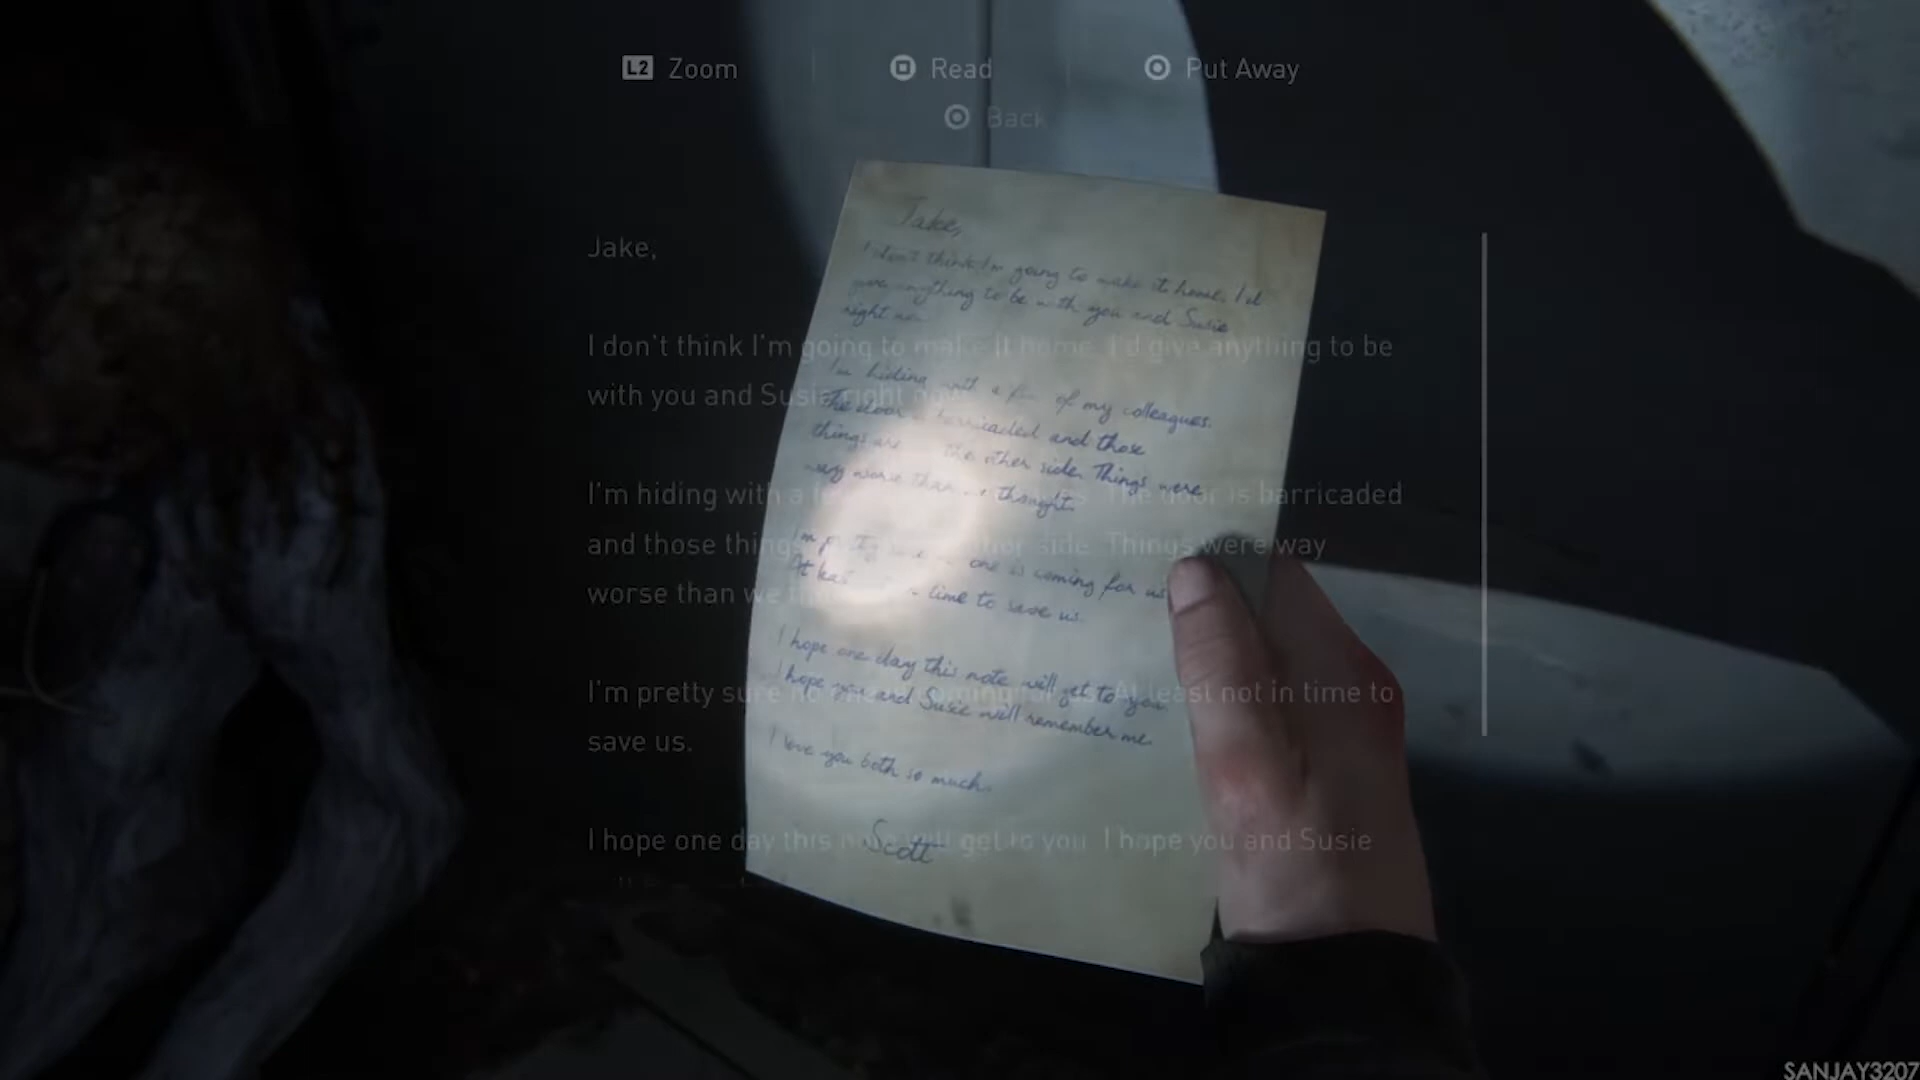 L2 Zoom
Read
Put Away
Back
Jake,
I don't think I'm going to make it home. I'd give anything to be
with you and Susie right now.
I'm hiding with a The door is barricaded
and those things other side. Things were way
worse than we
I'm pretty sure no one is coming for us. At least not in time to
save us.
I hope one day this note will get to you. I hope you and Susie
Jake,
I don't think I'm going to make it home. I'd
give anything to be with you and Susie
right now
I'm hiding with a few of my colleagues.
The door barricaded and those
things are the other side. Things were
way worse than we thought.
I'm pretty sure one is coming for us
At least time to save us.
I hope one day this note will get to you
I hope you and Susie will remember me.
I love you both so much.
Scott
SANJAY3207